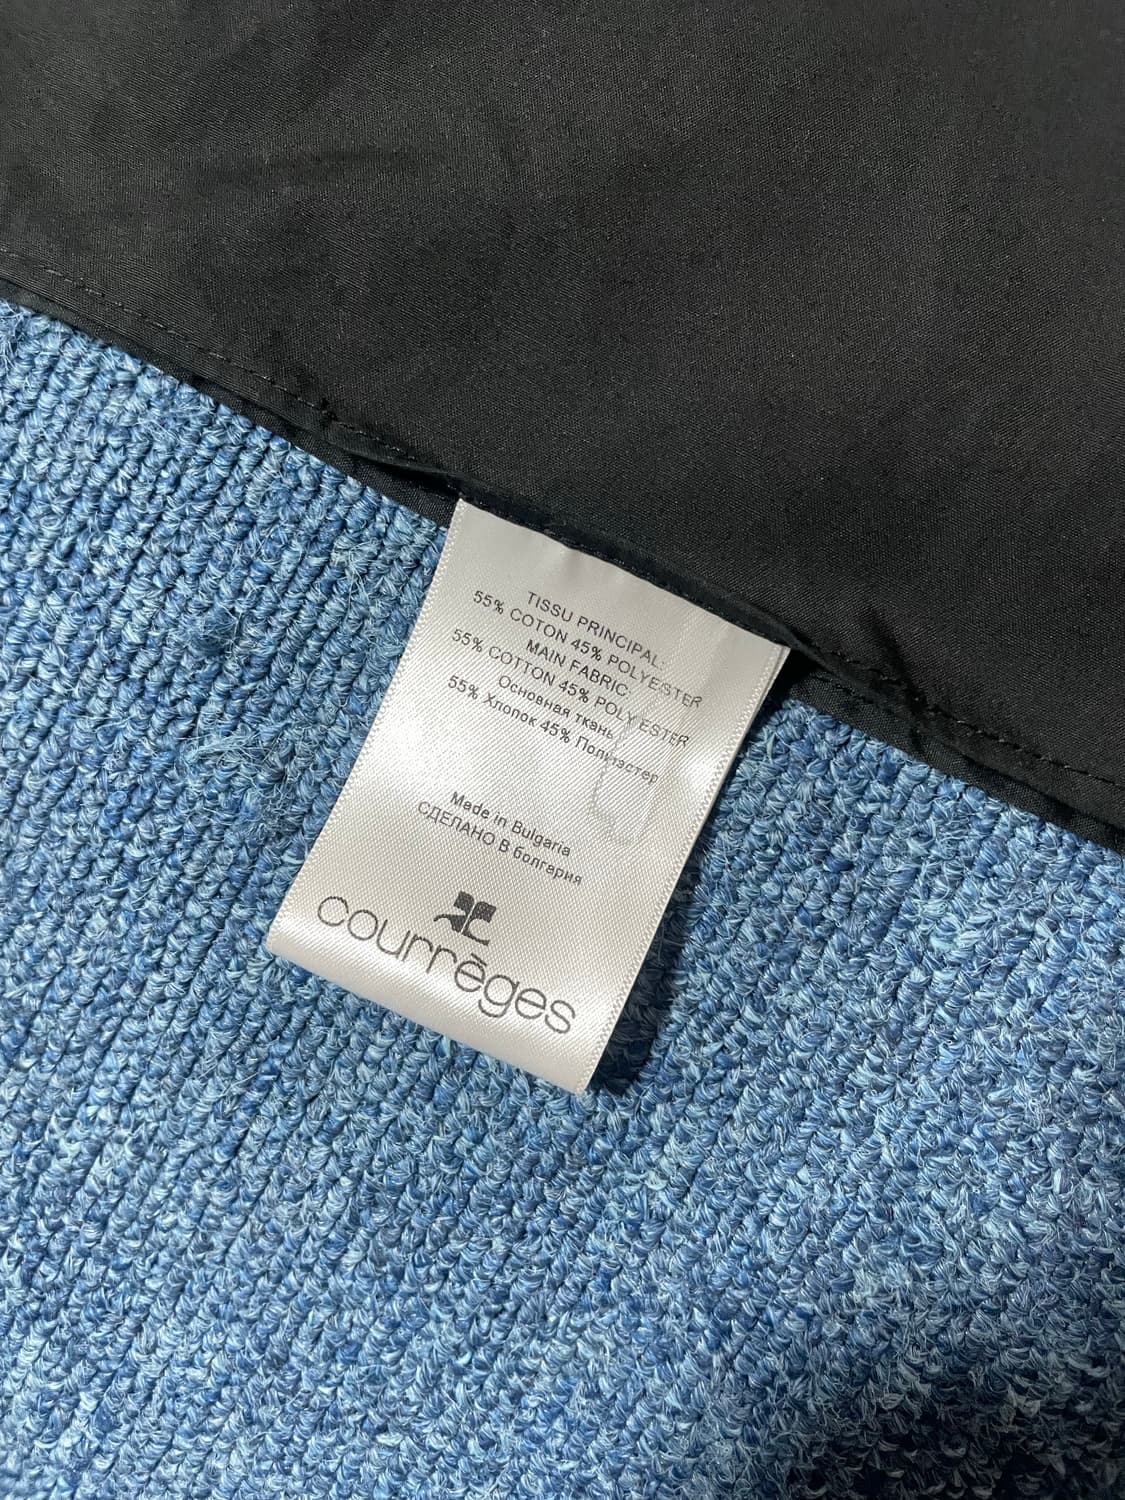 TISSU PRINCIPAL:
55% COTON 45% POLYESTER
MAIN FABRIC:
55% COTTON 45% POLYESTER
Основная ткань
55% Хлопок 45% Полиэстер
Made in Bulgaria
СДЕЛАНО В болгария
courrēges